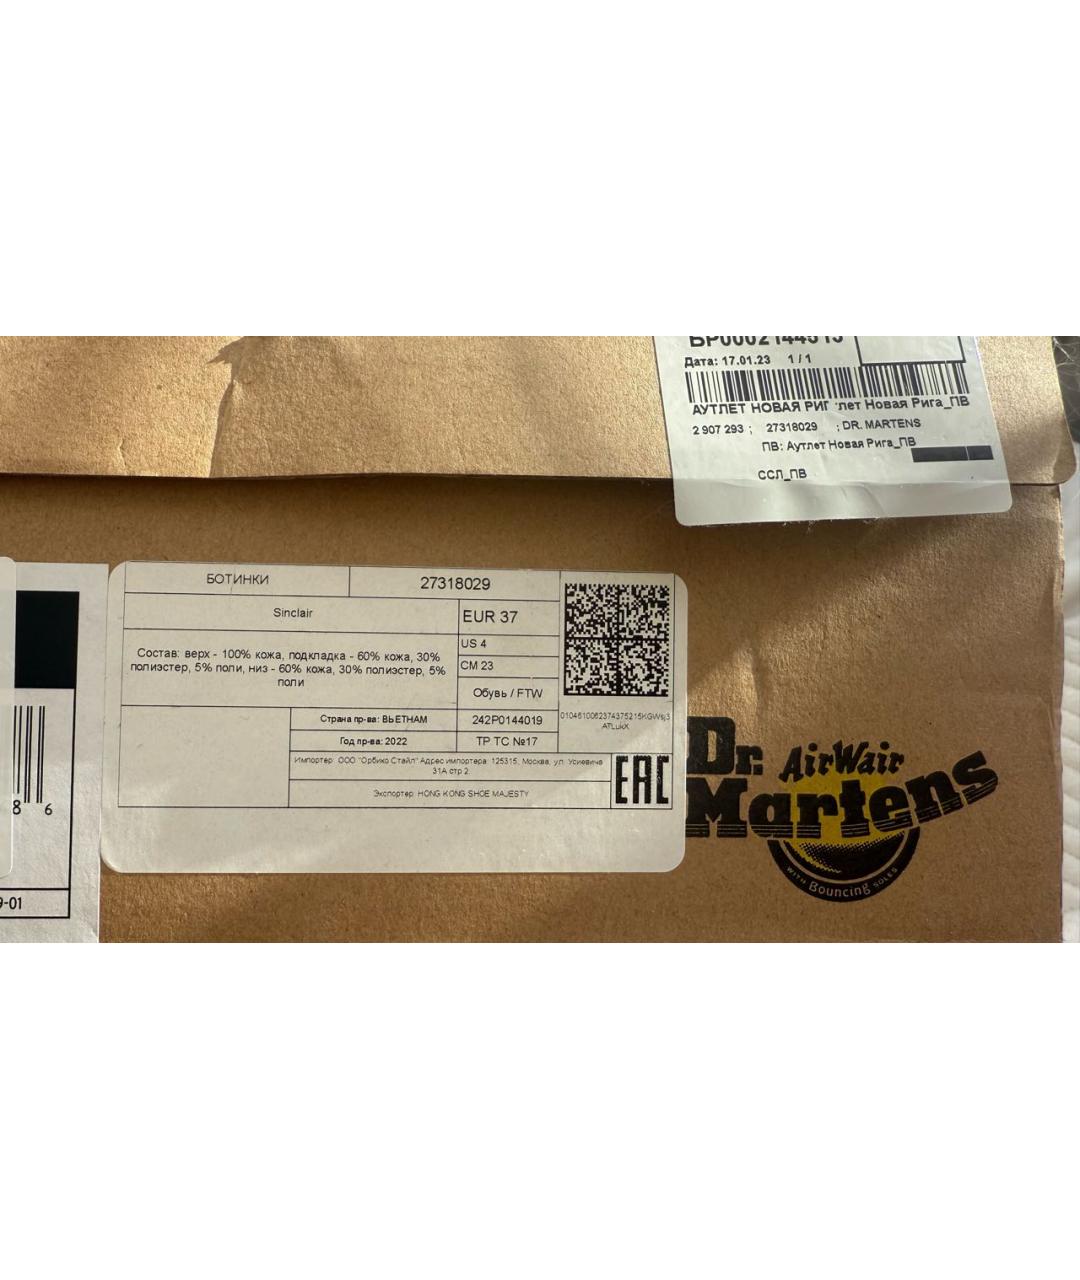 Дата: 17.01.23 1 / 1
АУТЛЕТ НОВАЯ РИГ лет Новая Рига_ПВ
2 907 293 ; 27318029 ; DR. MARTENS
ПВ: Аутлет Новая Рига_ПВ
ССЛ_ПВ
БОТИНКИ
27318029
Sinclair
EUR 37
US 4
CM 23
Состав: верх - 100% кожа, подкладка - 60% кожа, 30%
полиэстер, 5% поли, низ - 60% кожа, 30% полиэстер, 5%
поли
Обувь / FTW
Страна пр-ва: ВЬЕТНАМ
242P0144019
Год пр-ва: 2022
ТР ТС №17
Импортер: ООО "Орбико Стайл" Адрес импортера: 125315, Москва, ул. Усиевича
31А стр 2
Экспортер: HONG KONG SHOE MAJESTY
EAC
8 6
9-01
Dr. AirWair
Martens
WITH Bouncing SOLES